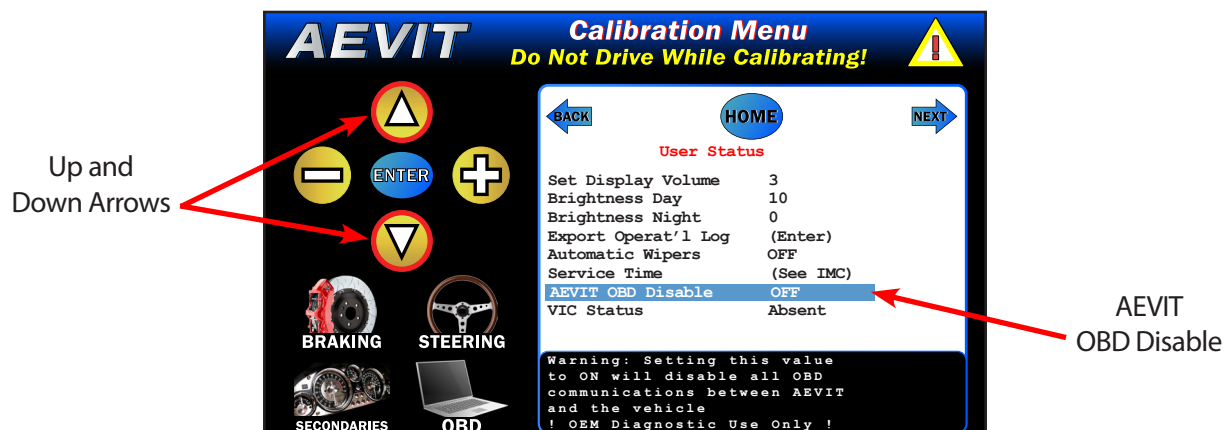 AEVIT
Calibration Menu
Do Not Drive While Calibrating!
!
Up and
Down Arrows
ENTER
BRAKING
STEERING
SECONDARIES
OBD
BACK
HOME
NEXT
User Status
Set Display Volume 3
Brightness Day 10
Brightness Night 0
Export Operat'l Log (Enter)
Automatic Wipers OFF
Service Time (See IMC)
AEVIT OBD Disable OFF
VIC Status Absent
Warning: Setting this value
to ON will disable all OBD
communications between AEVIT
and the vehicle
! OEM Diagnostic Use Only !
AEVIT
OBD Disable